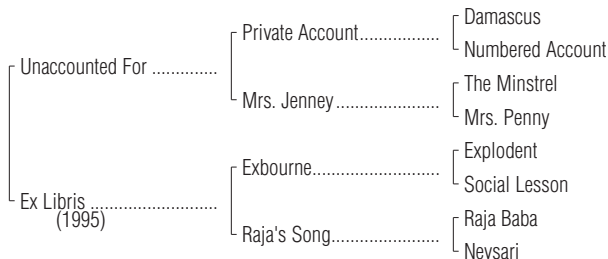 Damascus
Private Account..................
Numbered Account
Unaccounted For ..............
The Minstrel
Mrs. Jenney .......................
Mrs. Penny
Explodent
Exbourne............................
Social Lesson
Ex Libris ...........................
(1995)
Raja Baba
Raja's Song........................
Nevsari